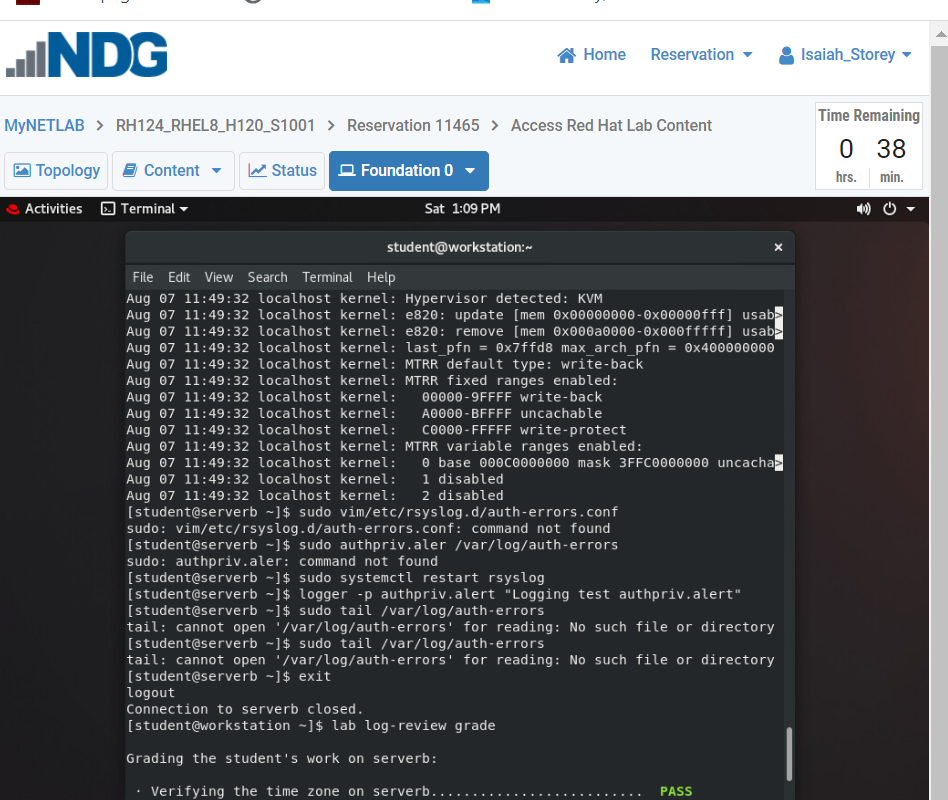 NDG
Home
Reservation
Isaiah_Storey
MyNETLAB > RH124_RHEL8_H120_S1001 > Reservation 11465 > Access Red Hat Lab Content
Time Remaining
0 38
hrs. min.
Topology
Content
Status
Foundation 0
Activities
Terminal
Sat 1:09 PM
student@workstation:~
×
File Edit View Search Terminal Help
Aug 07 11:49:32 localhost kernel: Hypervisor detected: KVM
Aug 07 11:49:32 localhost kernel: e820: update [mem 0x00000000-0x00000fff] usab>
Aug 07 11:49:32 localhost kernel: e820: remove [mem 0x000a0000-0x000fffff] usab>
Aug 07 11:49:32 localhost kernel: last_pfn = 0x7ffd8 max_arch_pfn = 0x400000000
Aug 07 11:49:32 localhost kernel: MTRR default type: write-back
Aug 07 11:49:32 localhost kernel: MTRR fixed ranges enabled:
Aug 07 11:49:32 localhost kernel:   00000-9FFFF write-back
Aug 07 11:49:32 localhost kernel:   A0000-BFFFF uncachable
Aug 07 11:49:32 localhost kernel:   C0000-FFFFF write-protect
Aug 07 11:49:32 localhost kernel: MTRR variable ranges enabled:
Aug 07 11:49:32 localhost kernel:   0 base 000C0000000 mask 3FFC0000000 uncacha>
Aug 07 11:49:32 localhost kernel:   1 disabled
Aug 07 11:49:32 localhost kernel:   2 disabled
[student@serverb ~]$ sudo vim/etc/rsyslog.d/auth-errors.conf
sudo: vim/etc/rsyslog.d/auth-errors.conf: command not found
[student@serverb ~]$ sudo authpriv.aler /var/log/auth-errors
sudo: authpriv.aler: command not found
[student@serverb ~]$ sudo systemctl restart rsyslog
[student@serverb ~]$ logger -p authpriv.alert "Logging test authpriv.alert"
[student@serverb ~]$ sudo tail /var/log/auth-errors
tail: cannot open '/var/log/auth-errors' for reading: No such file or directory
[student@serverb ~]$ sudo tail /var/log/auth-errors
tail: cannot open '/var/log/auth-errors' for reading: No such file or directory
[student@serverb ~]$ exit
logout
Connection to serverb closed.
[student@workstation ~]$ lab log-review grade
Grading the student's work on serverb:
· Verifying the time zone on serverb.......................... PASS